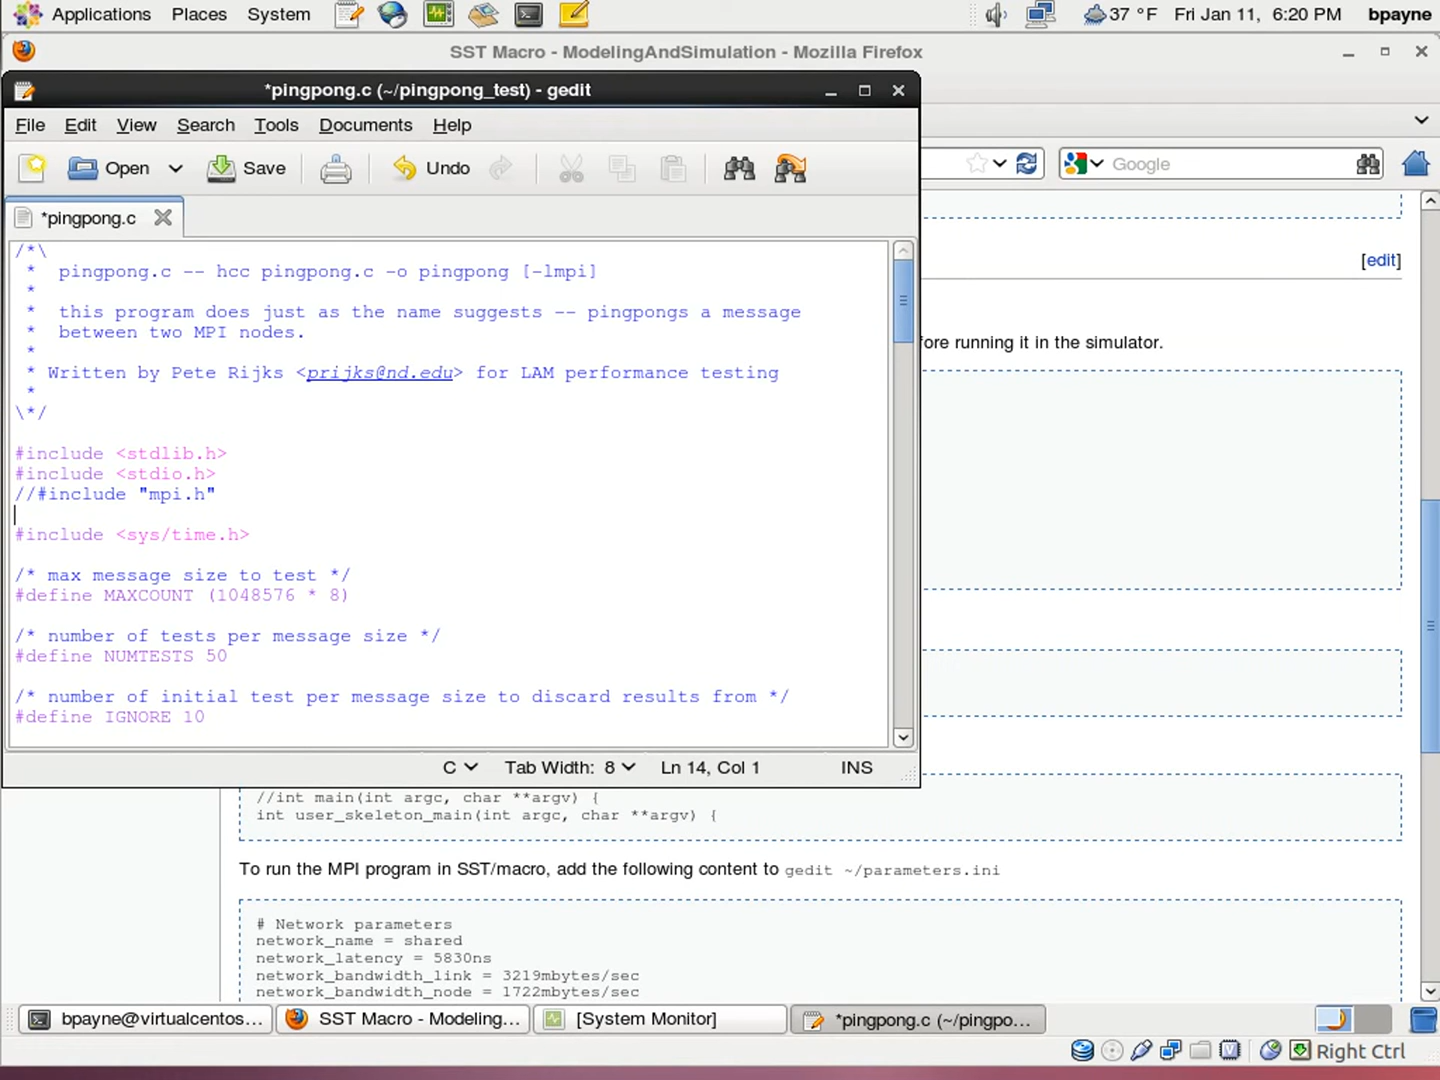 Applications Places System 37 °F Fri Jan 11, 6:20 PM bpayne
SST Macro - ModelingAndSimulation - Mozilla Firefox
*pingpong.c (~/pingpong_test) - gedit
File Edit View Search Tools Documents Help
Open Save Undo
Google
*pingpong.c
/*\
*  pingpong.c -- hcc pingpong.c -o pingpong [-lmpi]
*
*  this program does just as the name suggests -- pingpongs a message
*  between two MPI nodes.
*
* Written by Pete Rijks <prijks@nd.edu> for LAM performance testing
*
\*/
#include <stdlib.h>
#include <stdio.h>
//#include "mpi.h"
#include <sys/time.h>
/* max message size to test */
#define MAXCOUNT (1048576 * 8)
/* number of tests per message size */
#define NUMTESTS 50
/* number of initial test per message size to discard results from */
#define IGNORE 10
C Tab Width: 8 Ln 14, Col 1 INS
[edit]
ore running it in the simulator.
//int main(int argc, char **argv) {
int user_skeleton_main(int argc, char **argv) {
To run the MPI program in SST/macro, add the following content to gedit ~/parameters.ini
# Network parameters
network_name = shared
network_latency = 5830ns
network_bandwidth_link = 3219mbytes/sec
network_bandwidth_node = 1722mbytes/sec
bpayne@virtualcentos... SST Macro - Modeling... [System Monitor] *pingpong.c (~/pingpo...
Right Ctrl